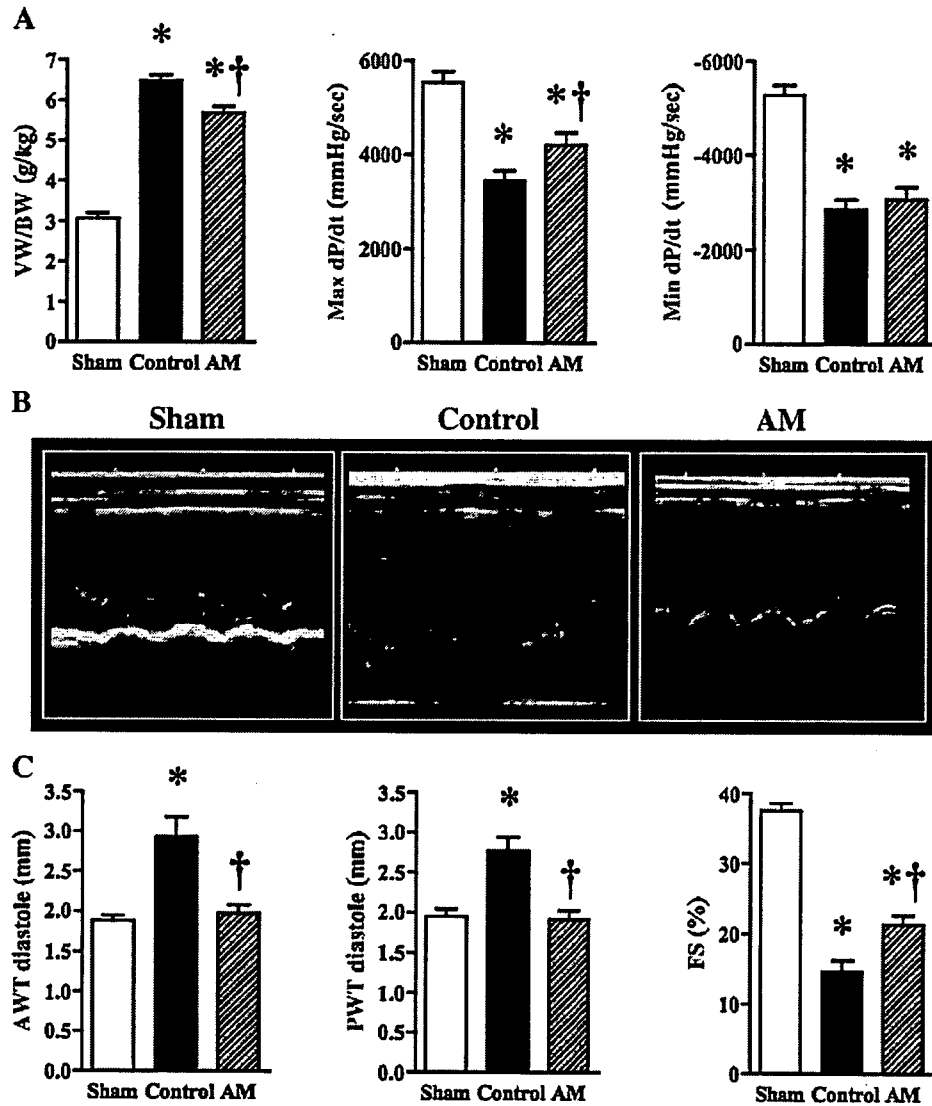 A
VW/BW (g/kg)
7
6
5
4
3
2
1
0
*
*†
Sham Control AM
Max dP/dt (mmHg/sec)
6000
4000
2000
0
*
*†
Sham Control AM
Min dP/dt (mmHg/sec)
-6000
-4000
-2000
0
*
*
Sham Control AM
B
Sham
Control
AM
C
AWT diastole (mm)
3.5
3.0
2.5
2.0
1.5
1.0
0.5
0.0
*
†
Sham Control AM
PWT diastole (mm)
3.5
3.0
2.5
2.0
1.5
1.0
0.5
0.0
*
†
Sham Control AM
FS (%)
40
30
20
10
0
*
*†
Sham Control AM